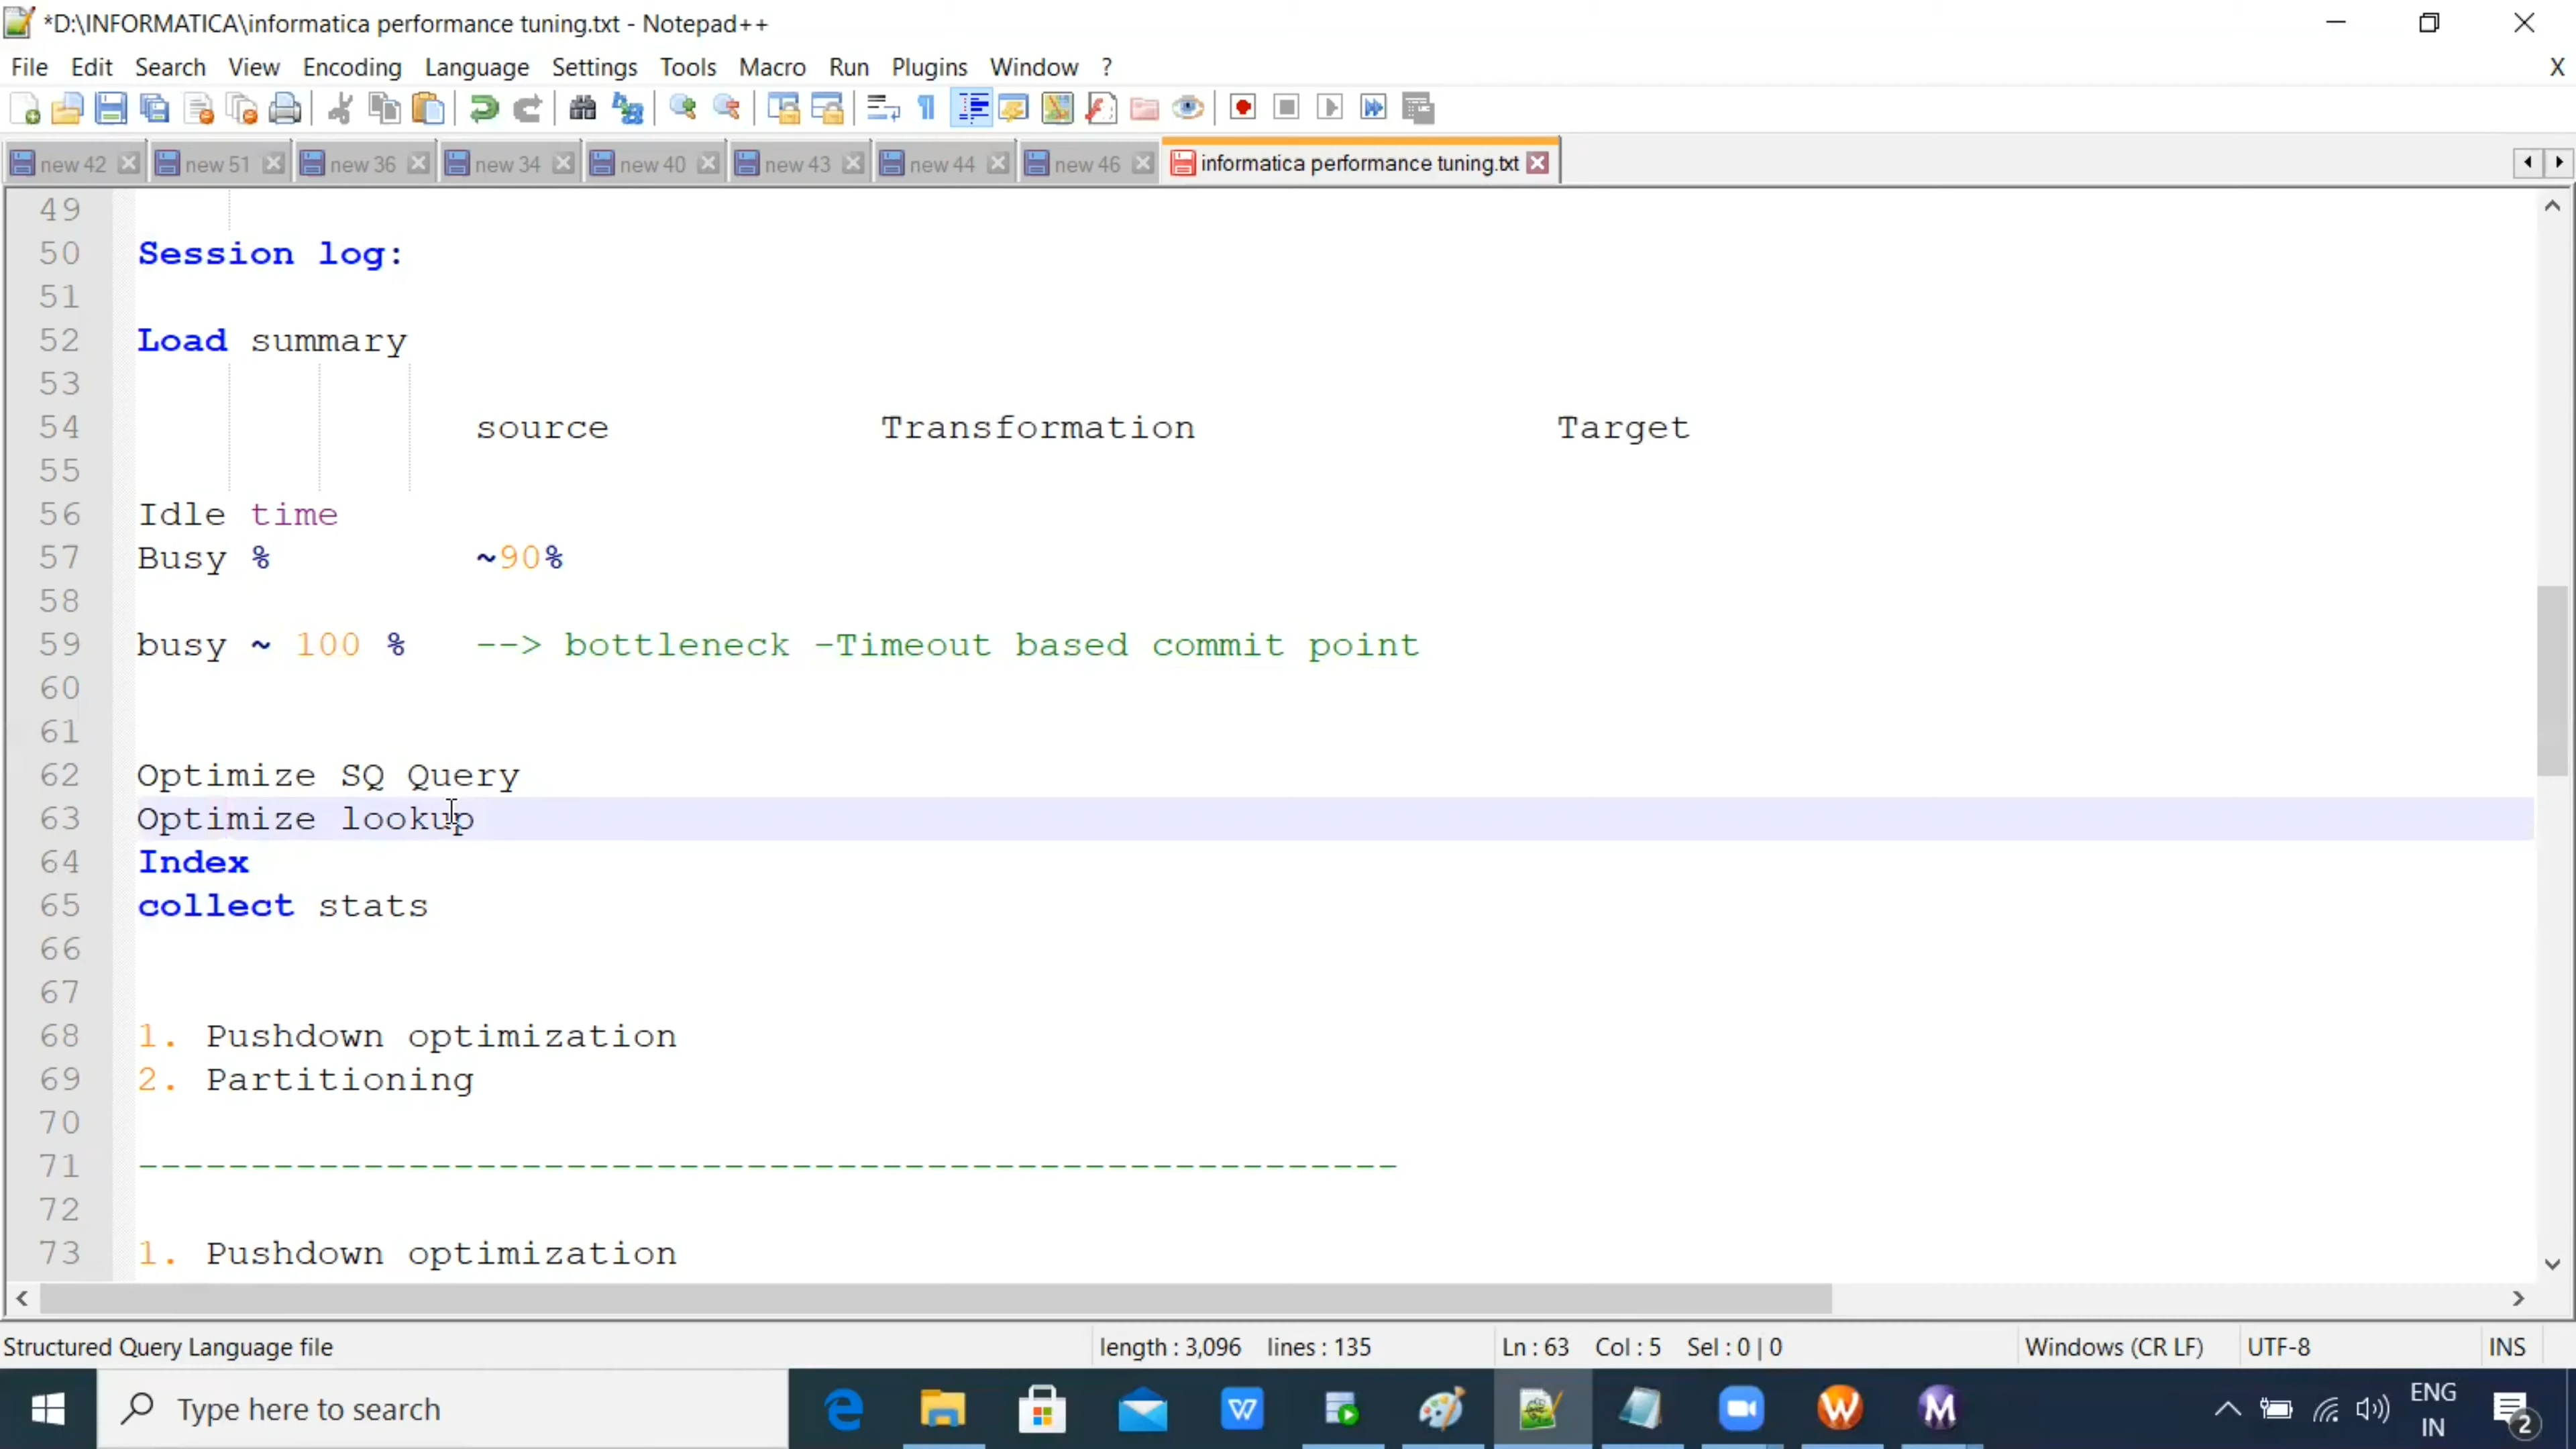 *D:\INFORMATICA\informatica performance tuning.txt - Notepad++
File Edit Search View Encoding Language Settings Tools Macro Run Plugins Window ? X
new 42 new 51 new 36 new 34 new 40 new 43 new 44 new 46 informatica performance tuning.txt
49
50 Session log:
51
52 Load summary
53
54 source Transformation Target
55
56 Idle time
57 Busy % ~90%
58
59 busy ~ 100 % --> bottleneck -Timeout based commit point
60
61
62 Optimize SQ Query
63 Optimize lookup
64 Index
65 collect stats
66
67
68 1. Pushdown optimization
69 2. Partitioning
70
71 --------------------------------------------------------
72
73 1. Pushdown optimization
Structured Query Language file length : 3,096 lines : 135 Ln : 63 Col : 5 Sel : 0 | 0 Windows (CR LF) UTF-8 INS
Type here to search
ENG
IN
2